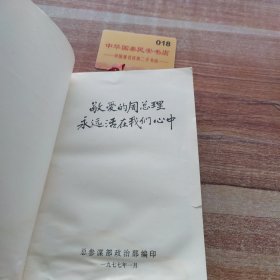 018
敬爱的周总理
永远活在我们心中
总参谋部政治部编印
一九七七年一月